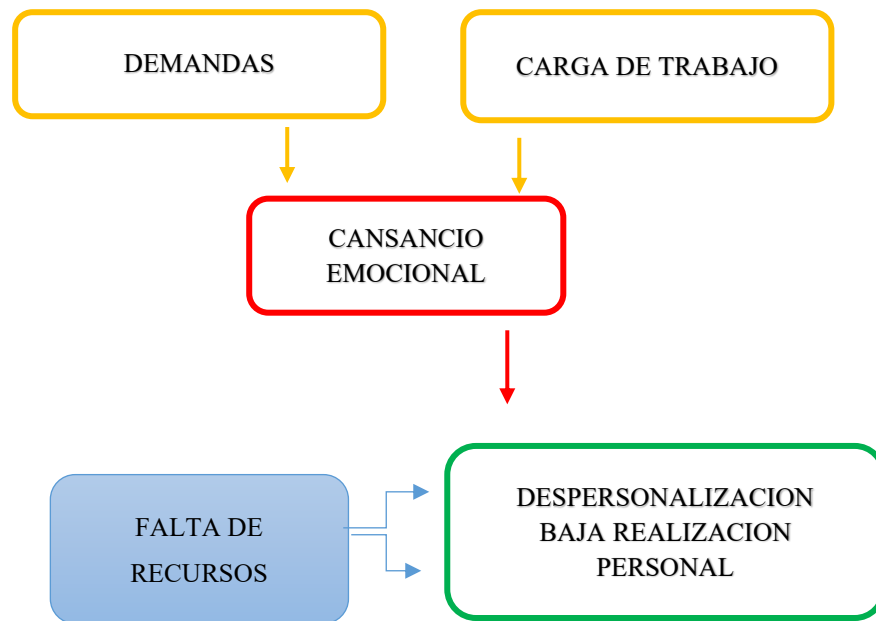 DEMANDAS
CARGA DE TRABAJO
CANSANCIO
EMOCIONAL
FALTA DE
RECURSOS
DESPERSONALIZACION
BAJA REALIZACION
PERSONAL